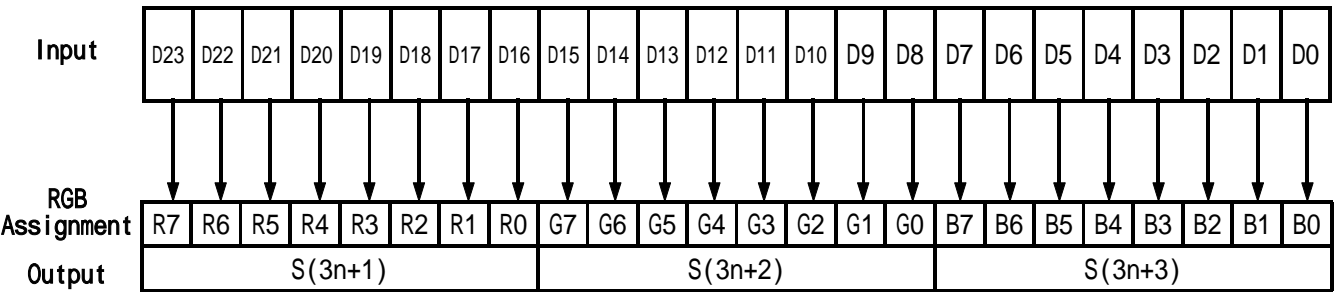 Input D23 D22 D21 D20 D19 D18 D17 D16 D15 D14 D13 D12 D11 D10 D9 D8 D7 D6 D5 D4 D3 D2 D1 D0
RGB
Assignment R7 R6 R5 R4 R3 R2 R1 R0 G7 G6 G5 G4 G3 G2 G1 G0 B7 B6 B5 B4 B3 B2 B1 B0
Output S(3n+1) S(3n+2) S(3n+3)